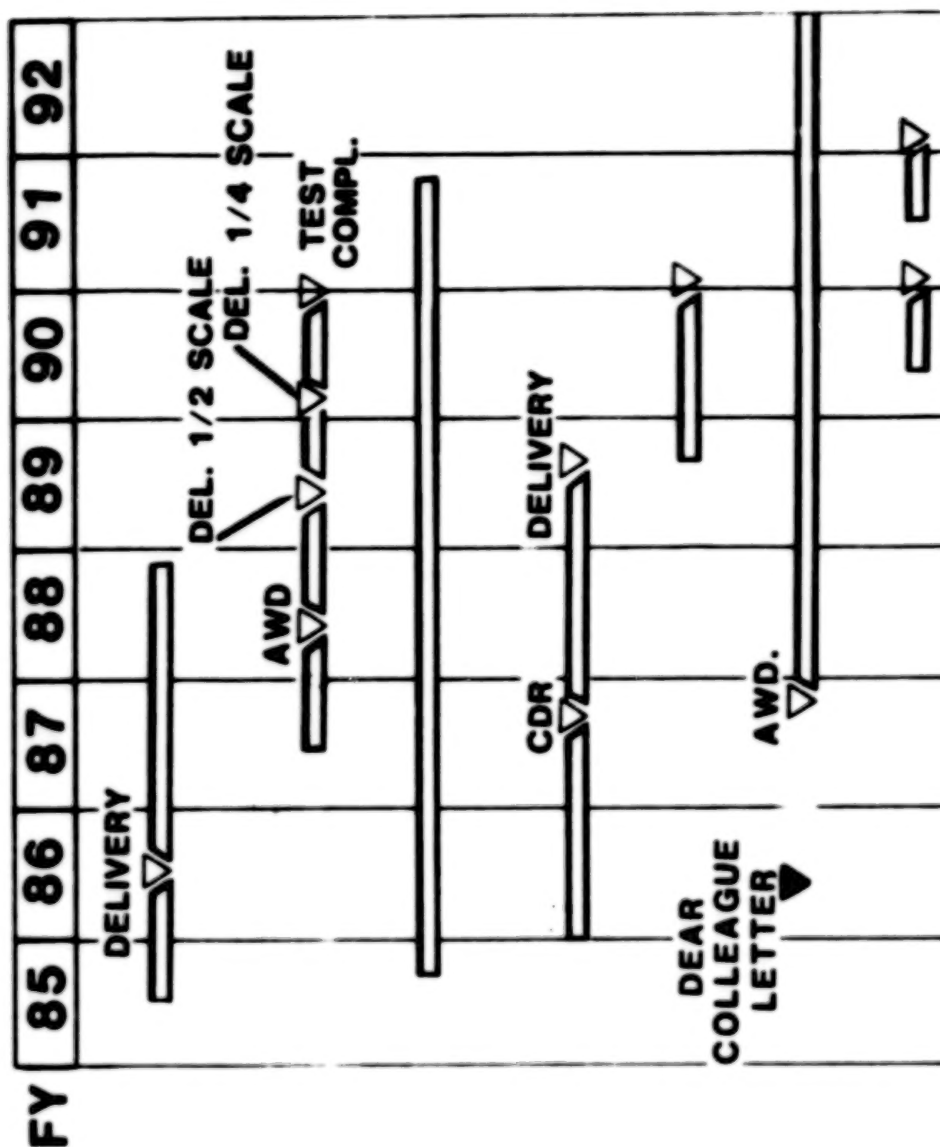 FY 85 86 87 88 89 90 91 92
DELIVERY
DEL. 1/2 SCALE
DEL. 1/4 SCALE
AWD
TEST
COMPL.
CDR
DELIVERY
DEAR
COLLEAGUE
LETTER
AWD.